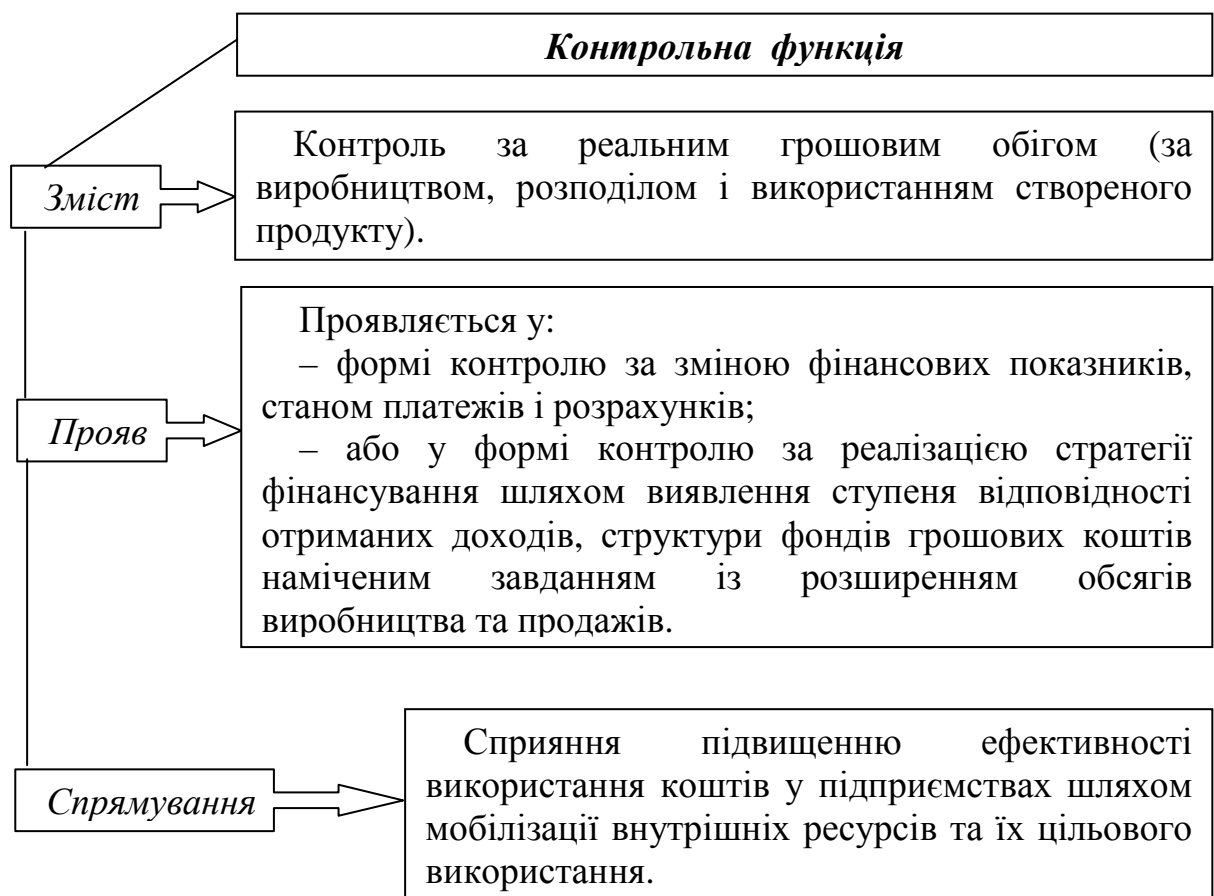 Контрольна функція
Зміст
Контроль за реальним грошовим обігом (за
виробництвом, розподілом і використанням створеного
продукту).
Прояв
Проявляється у:
– формі контролю за зміною фінансових показників,
станом платежів і розрахунків;
– або у формі контролю за реалізацією стратегії
фінансування шляхом виявлення ступеня відповідності
отриманих доходів, структури фондів грошових коштів
наміченим завданням із розширенням обсягів
виробництва та продажів.
Спрямування
Сприяння підвищенню ефективності
використання коштів у підприємствах шляхом
мобілізації внутрішніх ресурсів та їх цільового
використання.